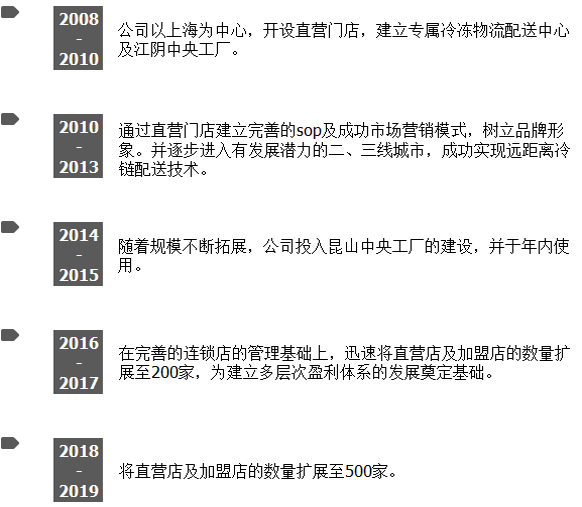 2008
-
2010
公司以上海为中心，开设直营门店，建立专属冷冻物流配送中心
及江阴中央工厂。
2010
-
2013
通过直营门店建立完善的sop及成功市场营销模式，树立品牌形
象。并逐步进入有发展潜力的二、三线城市，成功实现远距离冷
链配送技术。
2014
-
2015
随着规模不断拓展，公司投入昆山中央工厂的建设，并于年内使
用。
2016
-
2017
在完善的连锁店的管理基础上，迅速将直营店及加盟店的数量扩
展至200家，为建立多层次盈利体系的发展奠定基础。
2018
-
2019
将直营店及加盟店的数量扩展至500家。